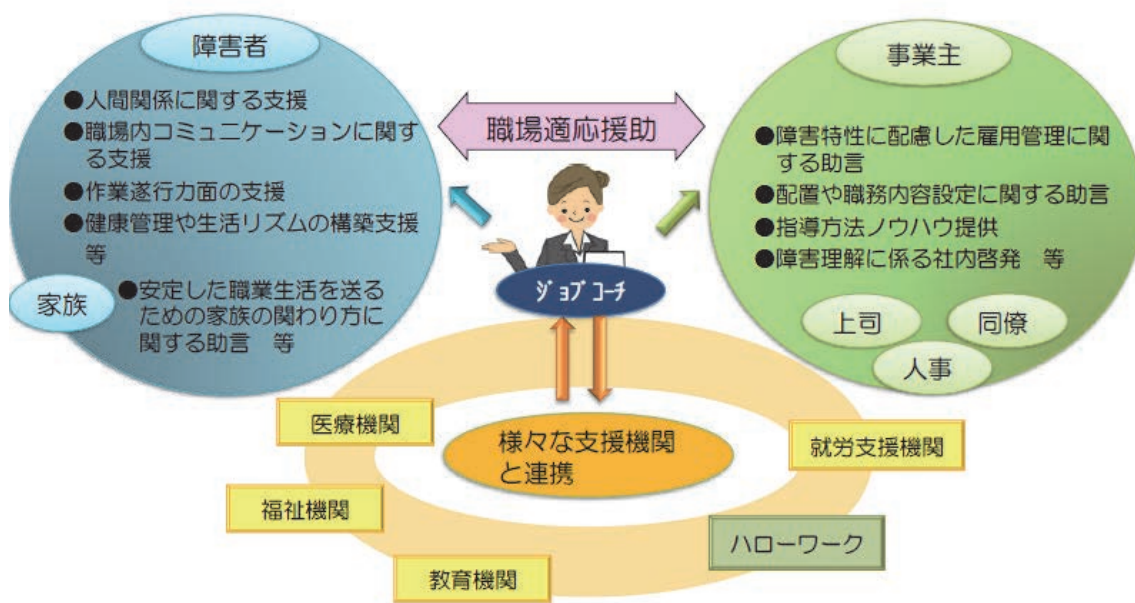 障害者
●人間関係に関する支援
●職場内コミュニケーションに関す
る支援
●作業遂行力面の支援
●健康管理や生活リズムの構築支援
等
家族
●安定した職業生活を送る
ための家族の関わり方に
関する助言　等
職場適応援助
ｼﾞｮﾌﾞｺｰﾁ
事業主
●障害特性に配慮した雇用管理に関
する助言
●配置や職務内容設定に関する助言
●指導方法ノウハウ提供
●障害理解に係る社内啓発　等
上司
同僚
人事
様々な支援機関
と連携
医療機関
福祉機関
教育機関
ハローワーク
就労支援機関